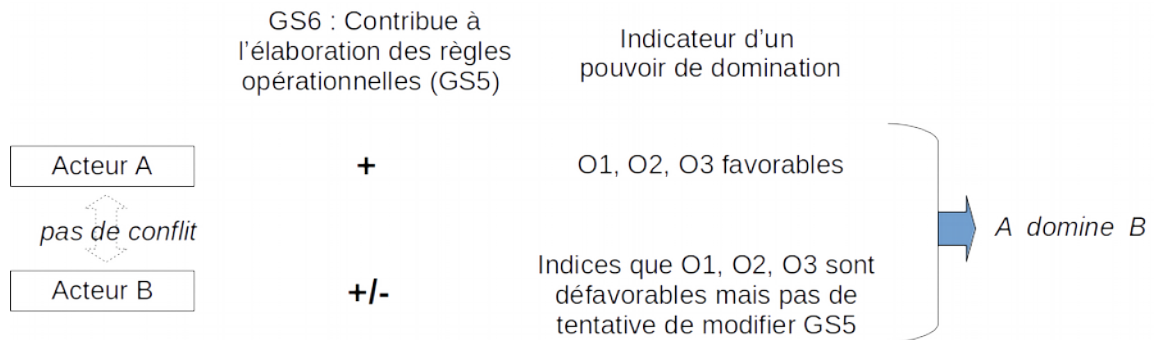 GS6 : Contribue à
l’élaboration des règles
opérationnelles (GS5)
Indicateur d’un
pouvoir de domination
Acteur A
+
O1, O2, O3 favorables
pas de conflit
A domine B
Acteur B
+/-
Indices que O1, O2, O3 sont
défavorables mais pas de
tentative de modifier GS5